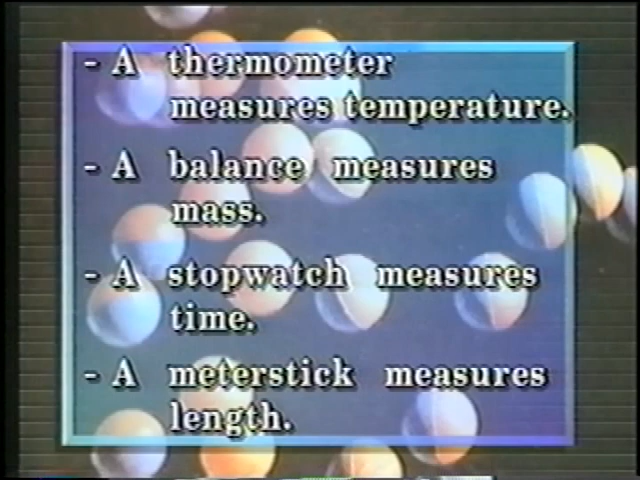 - A thermometer
measures temperature.
- A balance measures
mass.
- A stopwatch measures
time.
- A meterstick measures
length.